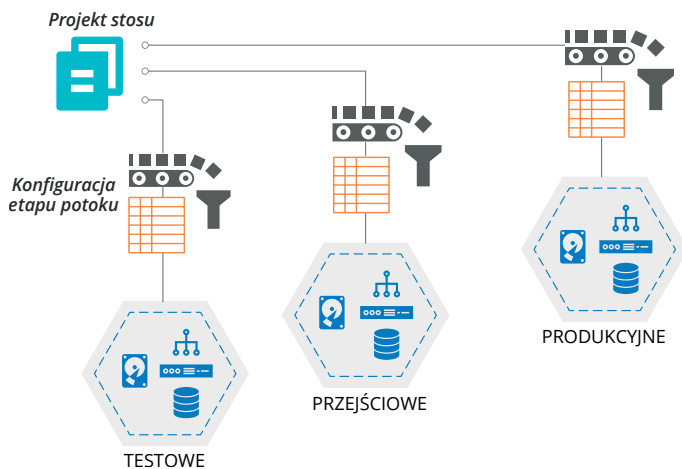 Projekt stosu
Konfiguracja
etapu potoku
PRODUKCYJNE
PRZEJŚCIOWE
TESTOWE